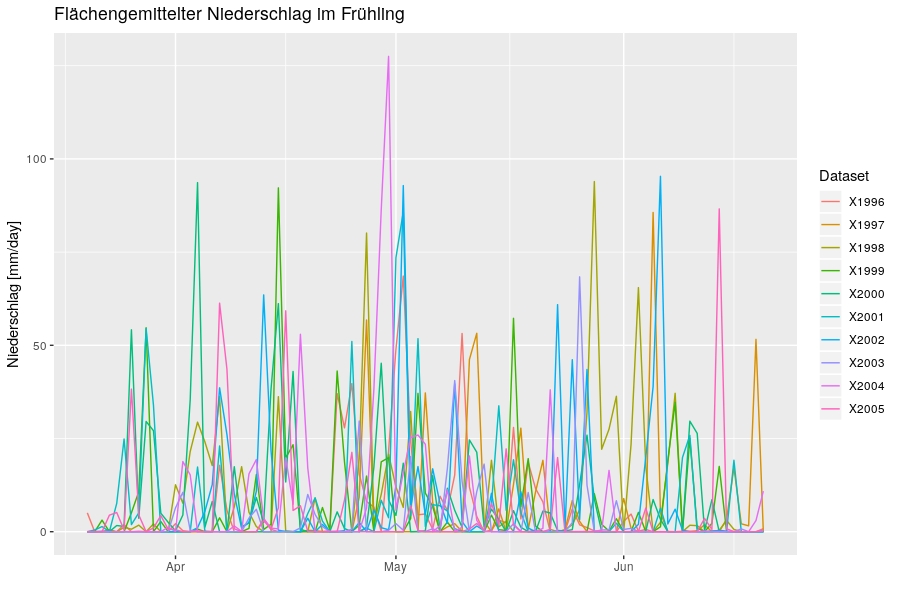 Flächengemittelter Niederschlag im Frühling
Niederschlag [mm/day]
100
50
0
Apr
May
Jun
Dataset
X1996
X1997
X1998
X1999
X2000
X2001
X2002
X2003
X2004
X2005